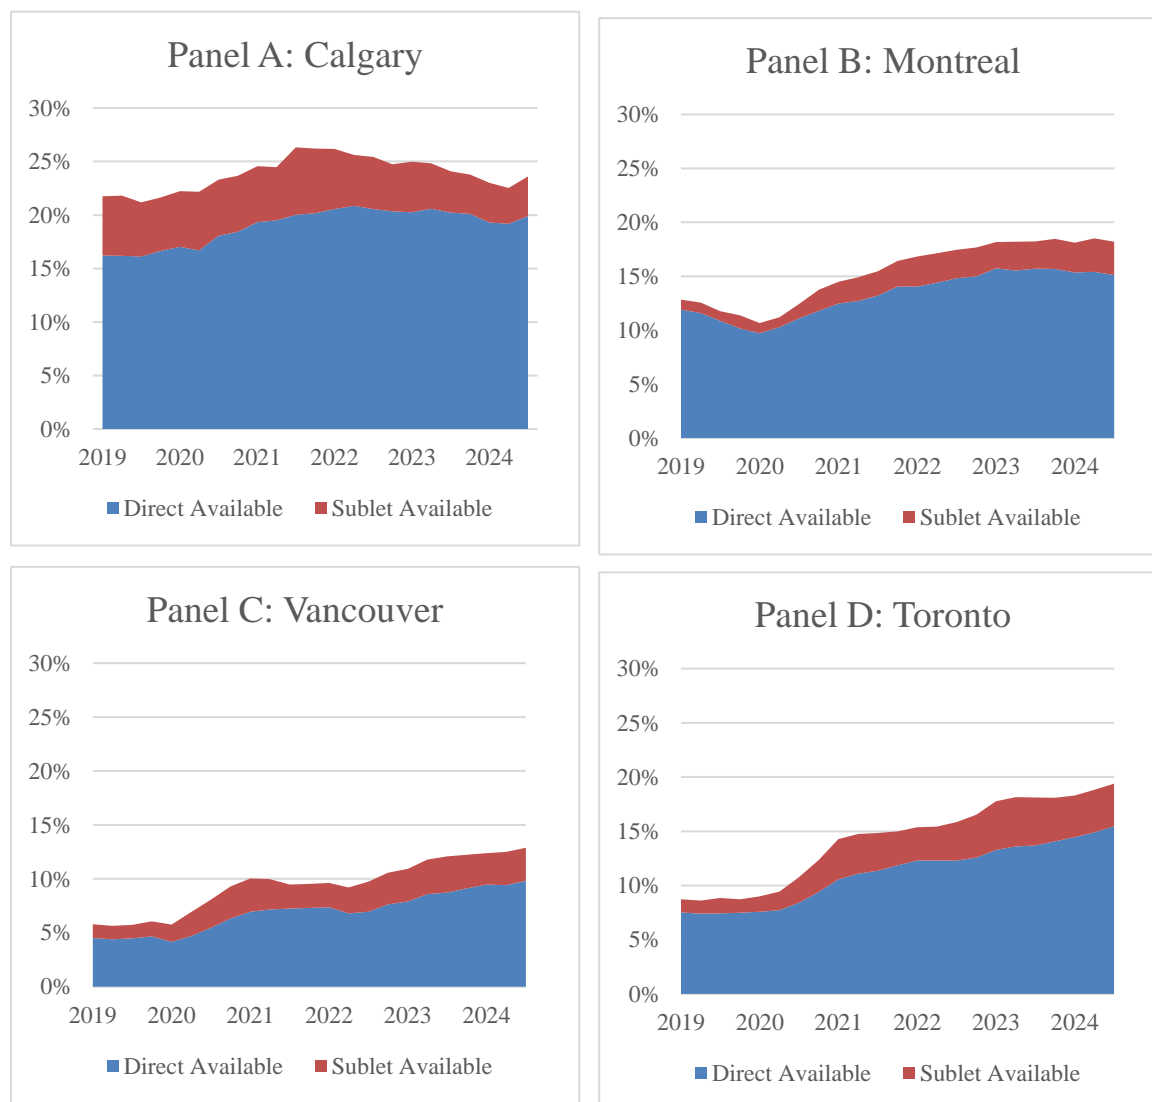 Panel A: Calgary
30%
25%
20%
15%
10%
5%
0%
2019 2020 2021 2022 2023 2024
Direct Available Sublet Available
Panel B: Montreal
30%
25%
20%
15%
10%
5%
0%
2019 2020 2021 2022 2023 2024
Direct Available Sublet Available
Panel C: Vancouver
30%
25%
20%
15%
10%
5%
0%
2019 2020 2021 2022 2023 2024
Direct Available Sublet Available
Panel D: Toronto
30%
25%
20%
15%
10%
5%
0%
2019 2020 2021 2022 2023 2024
Direct Available Sublet Available